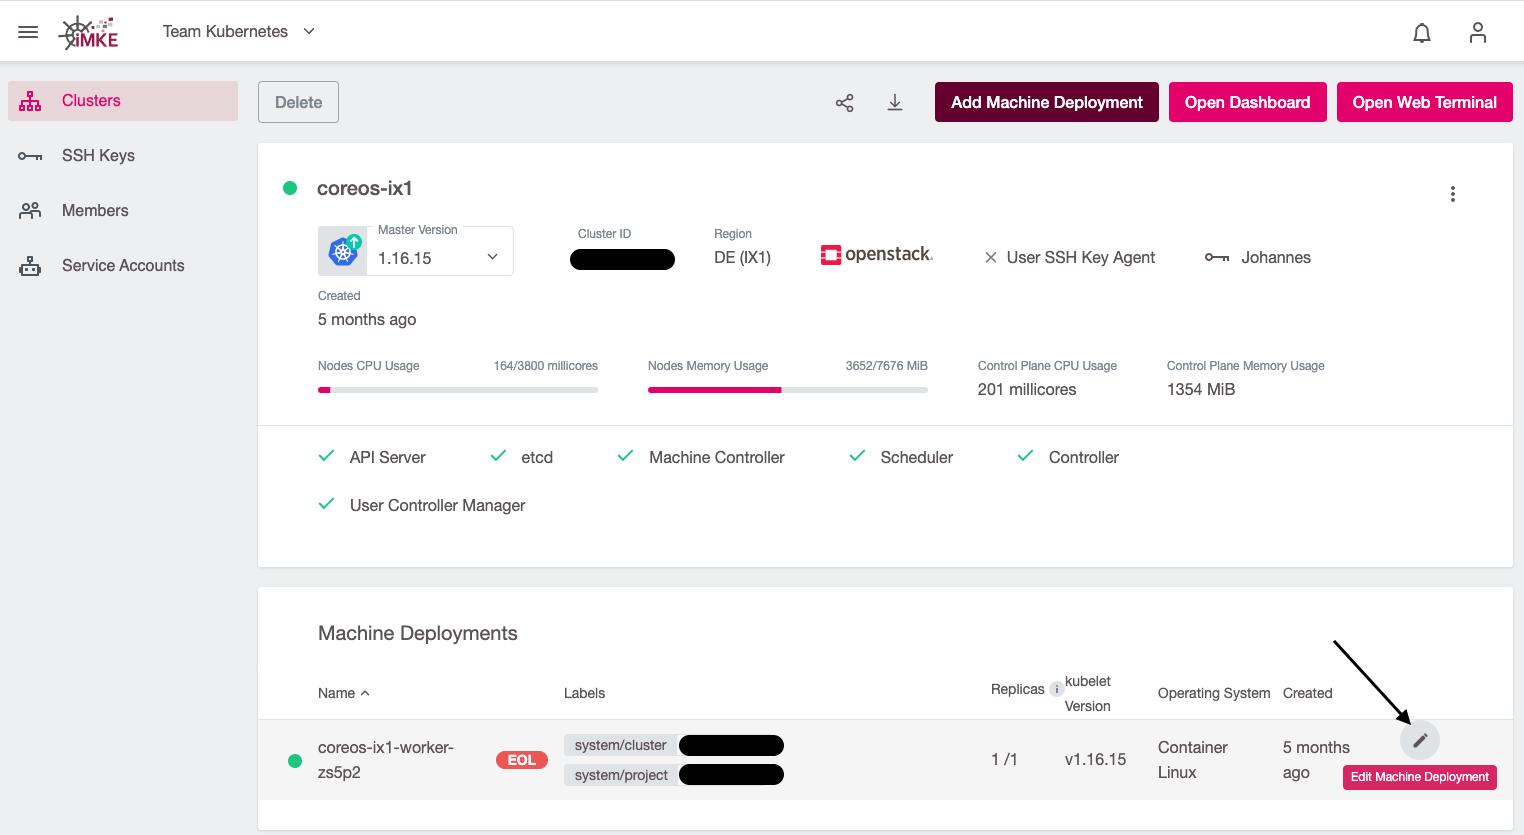 iMKE
Team Kubernetes
Clusters
SSH Keys
Members
Service Accounts
Delete
Add Machine Deployment
Open Dashboard
Open Web Terminal
coreos-ix1
Master Version
1.16.15
Cluster ID
Region
DE (IX1)
openstack.
User SSH Key Agent
Johannes
Created
5 months ago
Nodes CPU Usage
164/3800 millicores
Nodes Memory Usage
3652/7676 MiB
Control Plane CPU Usage
201 millicores
Control Plane Memory Usage
1354 MiB
API Server
etcd
Machine Controller
Scheduler
Controller
User Controller Manager
Machine Deployments
Name
Labels
Replicas
i
kubelet
Version
Operating System
Created
coreos-ix1-worker-
zs5p2
EOL
system/cluster
system/project
1 /1
v1.16.15
Container
Linux
5 months
ago
Edit Machine Deployment